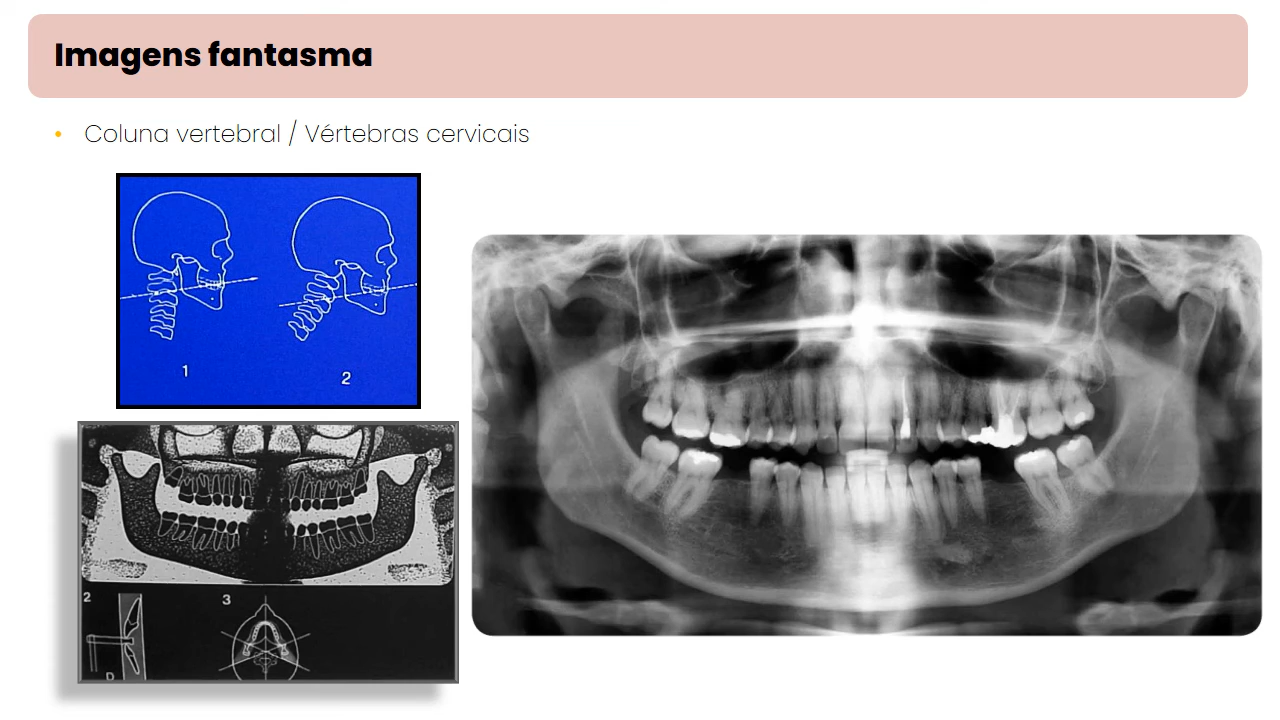 Imagens fantasma
• Coluna vertebral / Vértebras cervicais
1
2
2
3
D